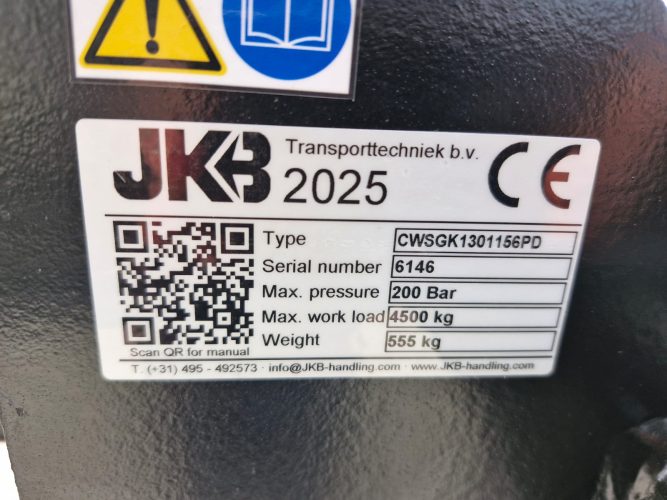 JKB Transporttechniek b.v.
2025 CE
Type CWSGK1301156PD
Serial number 6146
Max. pressure 200 Bar
Max. work load 4500 kg
Weight 555 kg
Scan QR for manual
T. (+31) 495 - 492573 · info@JKB-handling.com · www.JKB-handling.com